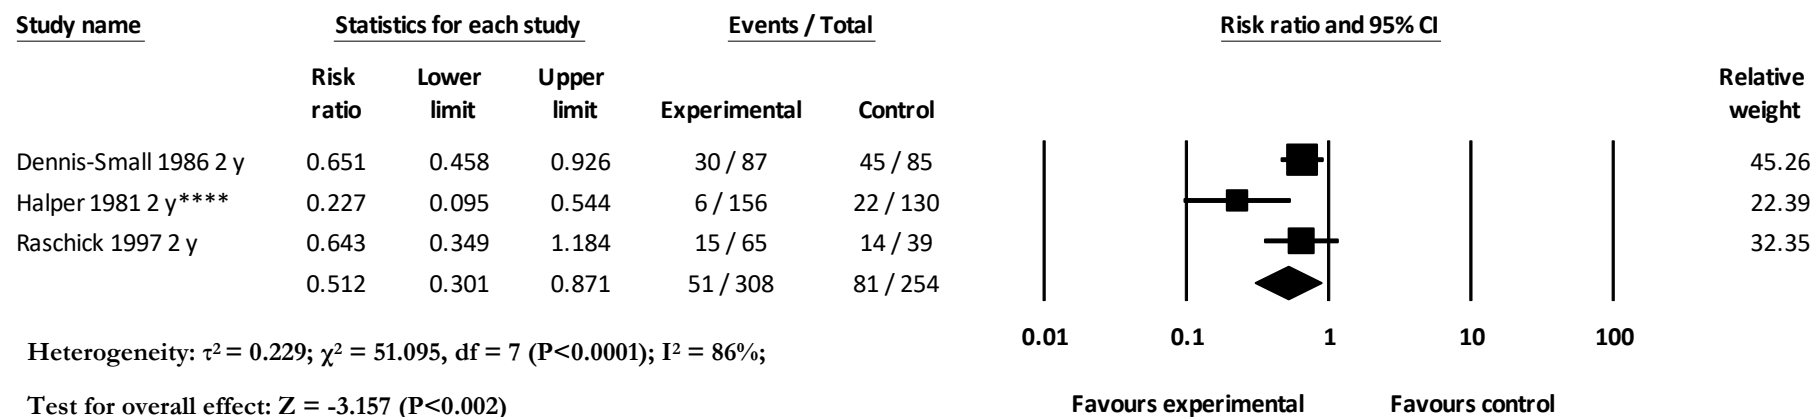 Study name Statistics for each study Events / Total Risk ratio and 95% CI
Risk Lower Upper Relative
ratio limit limit Experimental Control weight
Dennis-Small 1986 2 y 0.651 0.458 0.926 30 / 87 45 / 85 45.26
Halper 1981 2 y**** 0.227 0.095 0.544 6 / 156 22 / 130 22.39
Raschick 1997 2 y 0.643 0.349 1.184 15 / 65 14 / 39 32.35
0.512 0.301 0.871 51 / 308 81 / 254
0.01 0.1 1 10 100
Heterogeneity: τ² = 0.229; χ² = 51.095, df = 7 (P<0.0001); I² = 86%;
Test for overall effect: Z = -3.157 (P<0.002) Favours experimental Favours control